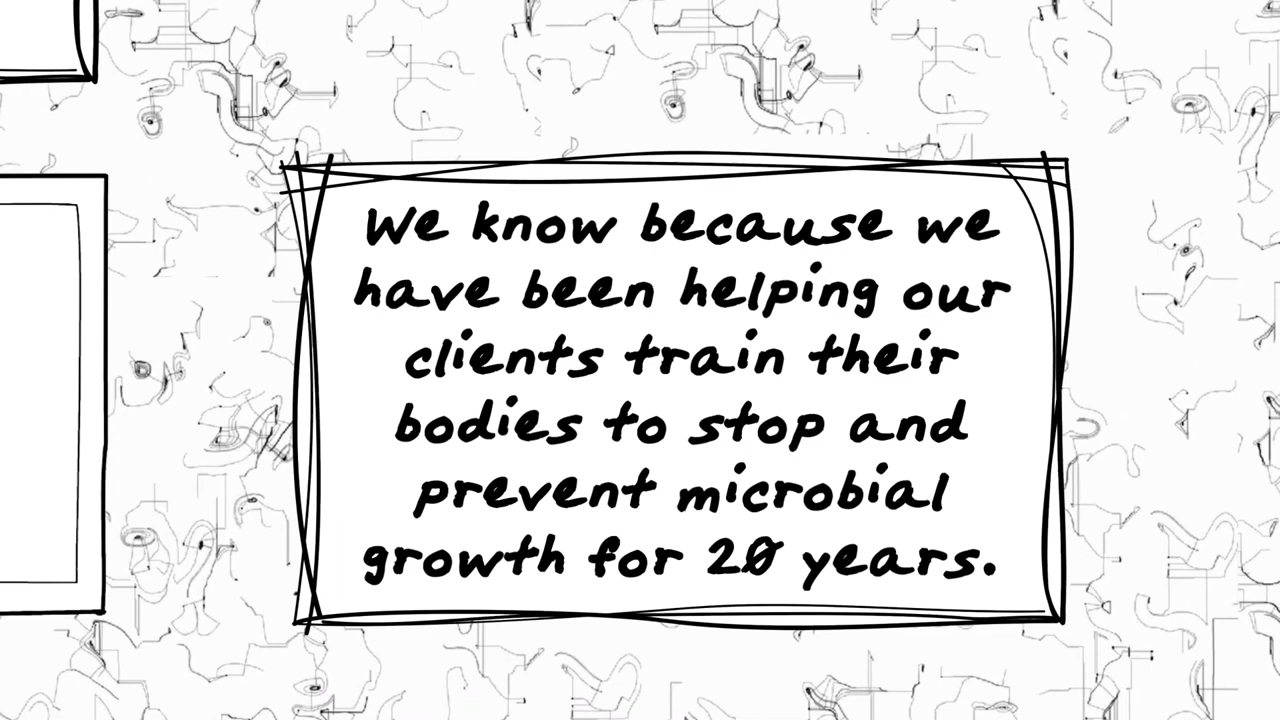 We know because we
have been helping our
clients train their
bodies to stop and
prevent microbial
growth for 20 years.